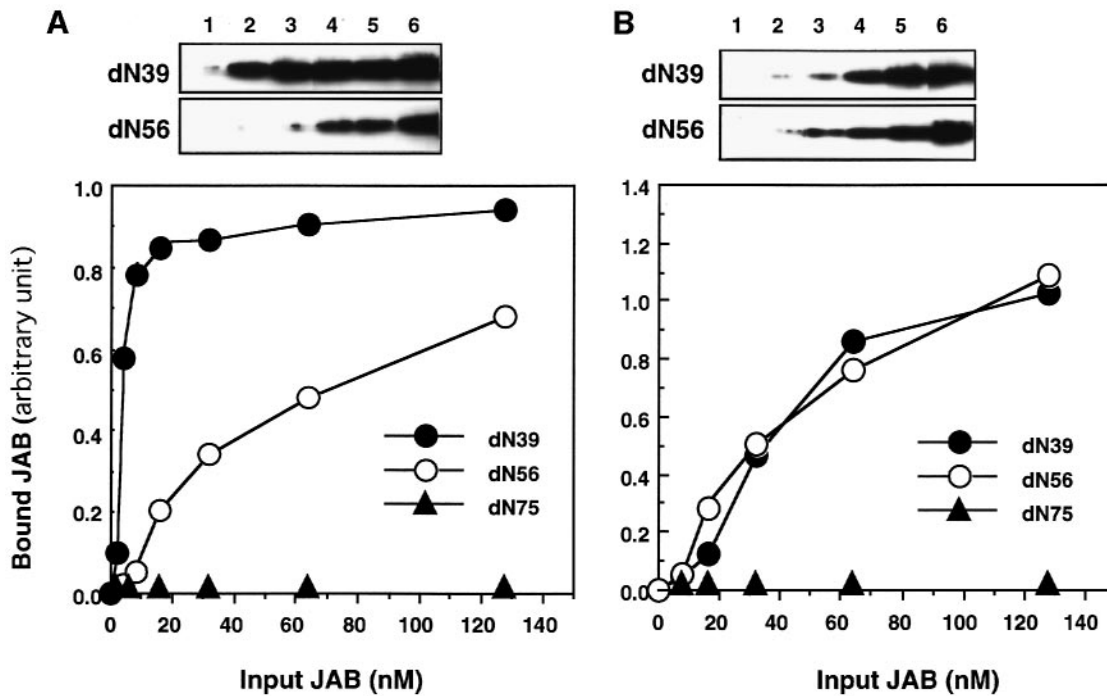 A
1 2 3 4 5 6
dN39
dN56
Bound JAB (arbitrary unit)
1.0
0.8
0.6
0.4
0.2
0.0
dN39
dN56
dN75
0 20 40 60 80 100 120 140
Input JAB (nM)
B
1 2 3 4 5 6
dN39
dN56
1.4
1.2
1.0
0.8
0.6
0.4
0.2
0.0
dN39
dN56
dN75
0 20 40 60 80 100 120 140
Input JAB (nM)